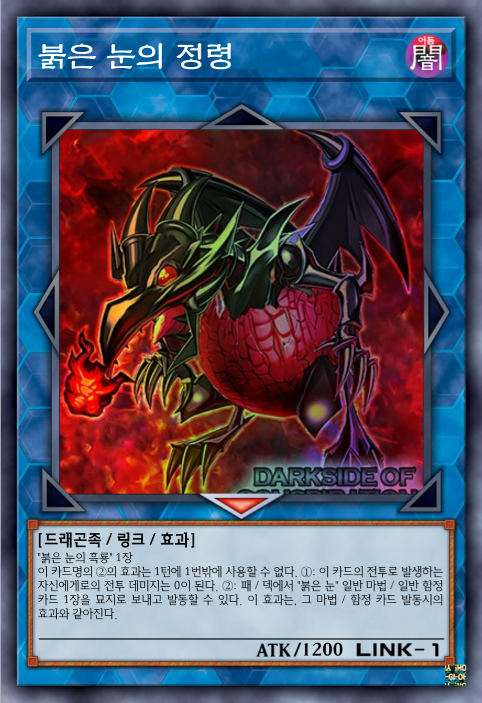 붉은 눈의 정령
어둠
闇
DARKSIDE OF
[드래곤족 / 링크 / 효과]
"붉은 눈의 흑룡" 1장
이 카드명의 ②의 효과는 1턴에 1번밖에 사용할 수 없다. ①: 이 카드의 전투로 발생하는
자신에게로의 전투 데미지는 0이 된다. ②: 패 / 덱에서 "붉은 눈" 일반 마법 / 일반 함정
카드 1장을 묘지로 보내고 발동할 수 있다. 이 효과는, 그 마법 / 함정 카드 발동시의
효과와 같아진다.
ATK/1200 LINK-1